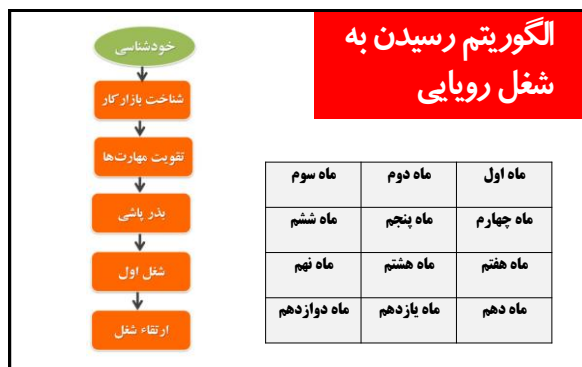 الگوریتم رسیدن به
شغل رویایی
خودشناسی
شناخت بازار کار
تقویت مهارت‌ها
بذر پاشی
شغل اول
ارتقاء شغل
ماه اول ماه دوم ماه سوم
ماه چهارم ماه پنجم ماه ششم
ماه هفتم ماه هشتم ماه نهم
ماه دهم ماه یازدهم ماه دوازدهم